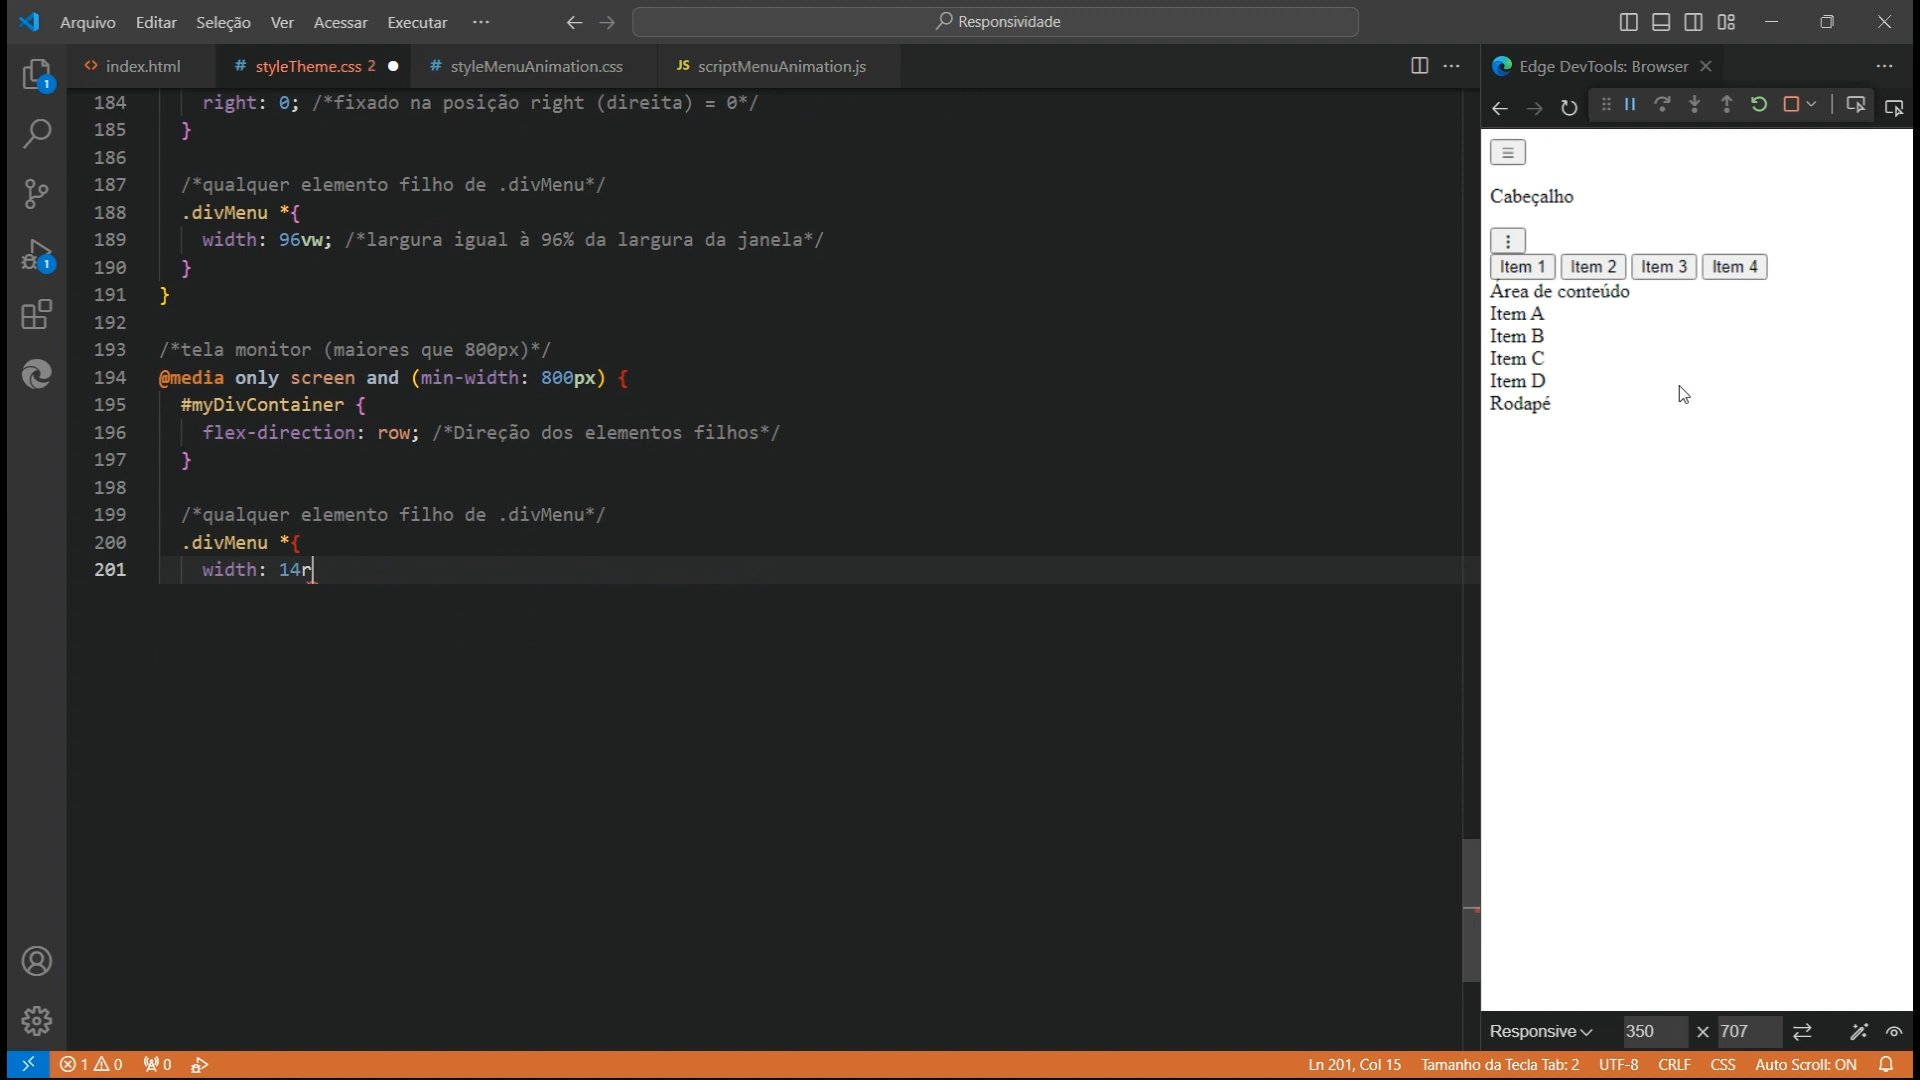 Arquivo Editar Seleção Ver Acessar Executar ··· Responsividade
index.html # styleTheme.css 2 # styleMenuAnimation.css JS scriptMenuAnimation.js
184 right: 0; /*fixado na posição right (direita) = 0*/
185 }
186
187 /*qualquer elemento filho de .divMenu*/
188 .divMenu *{
189 width: 96vw; /*largura igual à 96% da largura da janela*/
190 }
191 }
192
193 /*tela monitor (maiores que 800px)*/
194 @media only screen and (min-width: 800px) {
195 #myDivContainer {
196 flex-direction: row; /*Direção dos elementos filhos*/
197 }
198
199 /*qualquer elemento filho de .divMenu*/
200 .divMenu *{
201 width: 14r
1
1
Edge DevTools: Browser
Cabeçalho
Item 1 Item 2 Item 3 Item 4
Área de conteúdo
Item A
Item B
Item C
Item D
Rodapé
Responsive 350 × 707
1 0 0 Ln 201, Col 15 Tamanho da Tecla Tab: 2 UTF-8 CRLF CSS Auto Scroll: ON